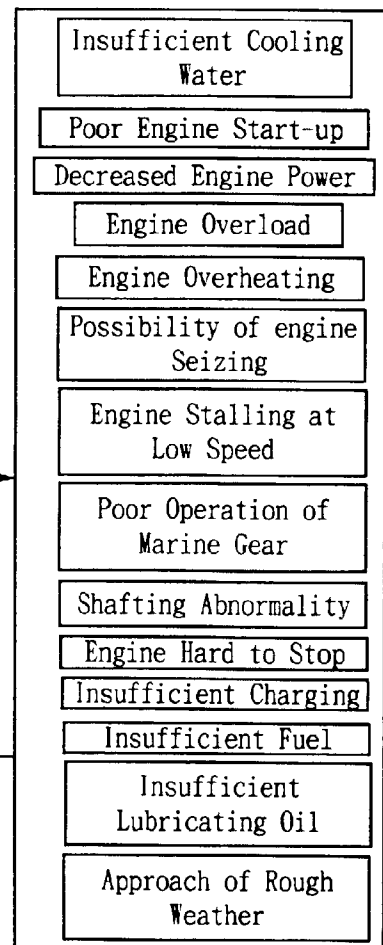 Insufficient Cooling
Water
Poor Engine Start-up
Decreased Engine Power
Engine Overload
Engine Overheating
Possibility of engine
Seizing
Engine Stalling at
Low Speed
Poor Operation of
Marine Gear
Shafting Abnormality
Engine Hard to Stop
Insufficient Charging
Insufficient Fuel
Insufficient
Lubricating Oil
Approach of Rough
Weather